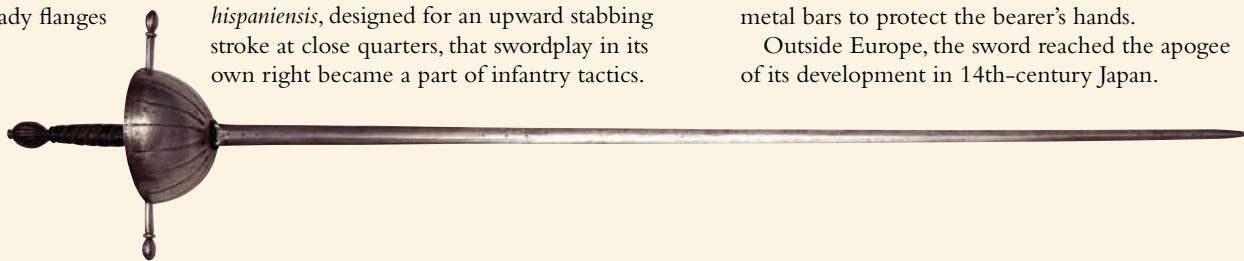 ady flanges
hispaniensis, designed for an upward stabbing
stroke at close quarters, that swordplay in its
own right became a part of infantry tactics.
metal bars to protect the bearer’s hands.
Outside Europe, the sword reached the apogee
of its development in 14th-century Japan.